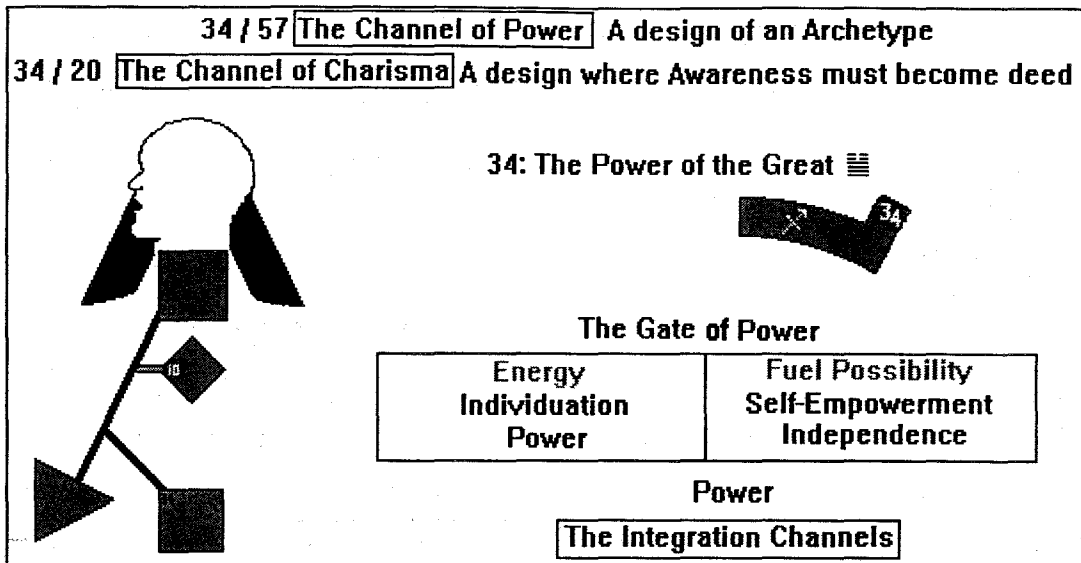 34 / 57 The Channel of Power A design of an Archetype
34 / 20 The Channel of Charisma A design where Awareness must become deed
34: The Power of the Great ䷡
34
10
The Gate of Power
Energy
Individuation
Power
Fuel Possibility
Self-Empowerment
Independence
Power
The Integration Channels